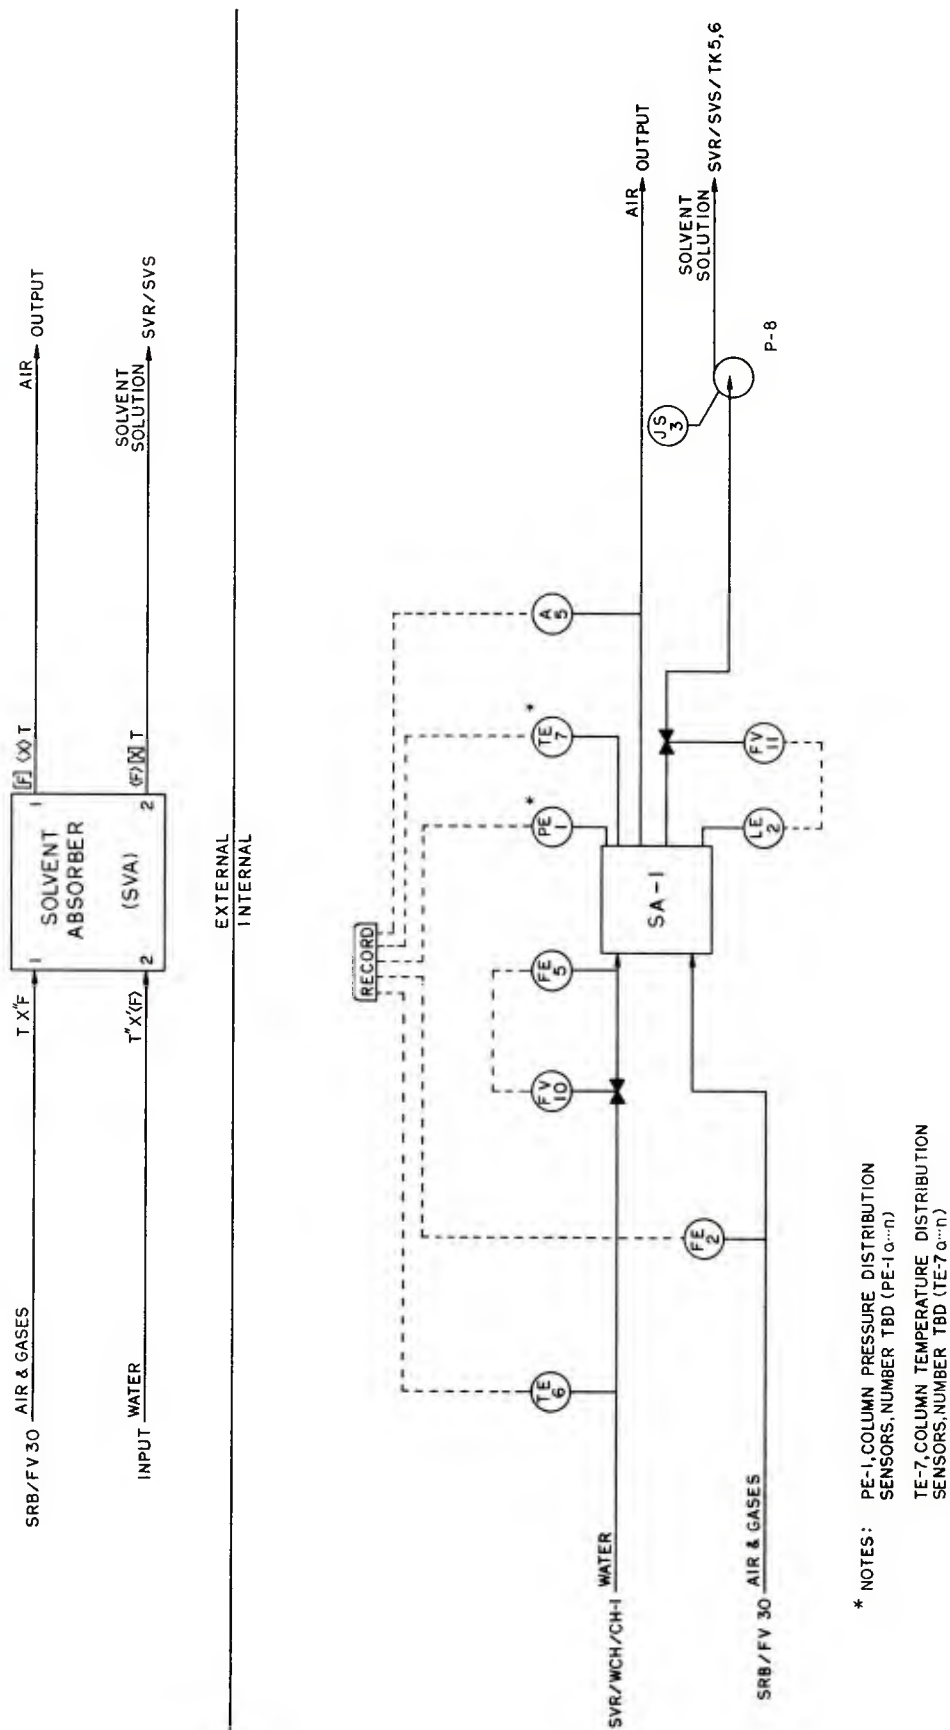 SRB/FV 30 AIR & GASES
T X" F
1
SOLVENT
ABSORBER
(SVA)
1
[F] ⟨X⟩ T
AIR
OUTPUT
INPUT WATER
T" X' ⟨F⟩
2
2
⟨F⟩ [X] T
SOLVENT
SOLUTION
SVR/SVS
EXTERNAL
INTERNAL
RECORD
TE
6
FE
2
FV
10
FE
5
PE
1
*
TE
7
*
A
5
SVR/WCH/CH-1 WATER
SRB/FV 30 AIR & GASES
SA-1
LE
2
FV
11
JS
3
P-8
AIR
OUTPUT
SOLVENT
SOLUTION
SVR/SVS/TK5,6
* NOTES: PE-1, COLUMN PRESSURE DISTRIBUTION
SENSORS, NUMBER TBD (PE-1 a···n)
TE-7, COLUMN TEMPERATURE DISTRIBUTION
SENSORS, NUMBER TBD (TE-7 a···n)